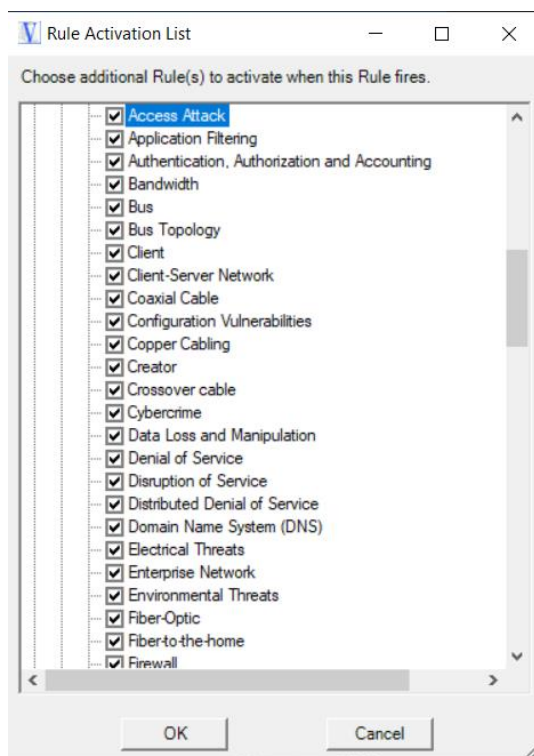 V Rule Activation List
Choose additional Rule(s) to activate when this Rule fires.
Access Attack
Application Filtering
Authentication, Authorization and Accounting
Bandwidth
Bus
Bus Topology
Client
Client-Server Network
Coaxial Cable
Configuration Vulnerabilities
Copper Cabling
Creator
Crossover cable
Cybercrime
Data Loss and Manipulation
Denial of Service
Disruption of Service
Distributed Denial of Service
Domain Name System (DNS)
Electrical Threats
Enterprise Network
Environmental Threats
Fiber-Optic
Fiber-to-the-home
Firewall
OK Cancel